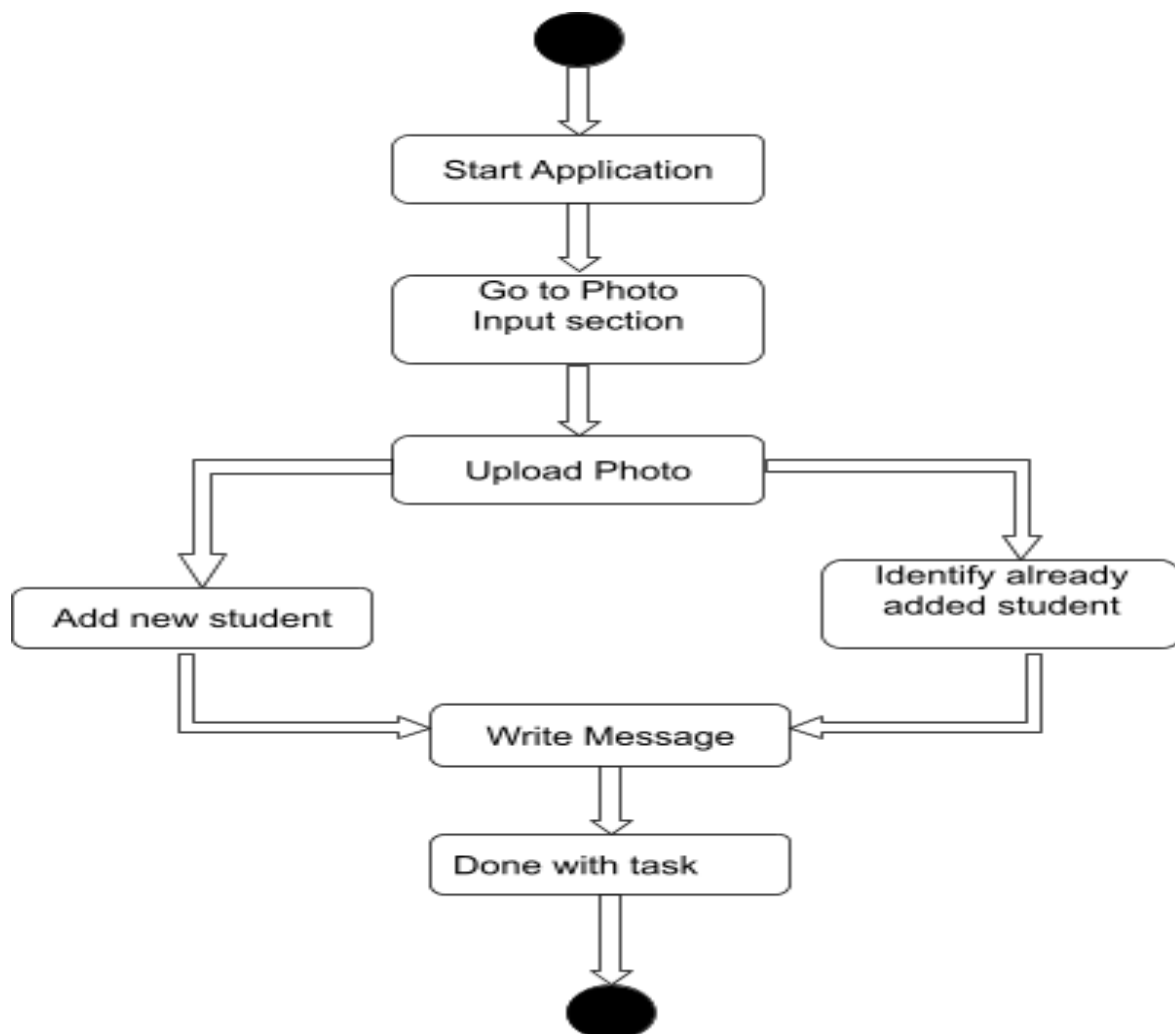 Start Application
Go to Photo
Input section
Upload Photo
Add new student
Identify already
added student
Write Message
Done with task